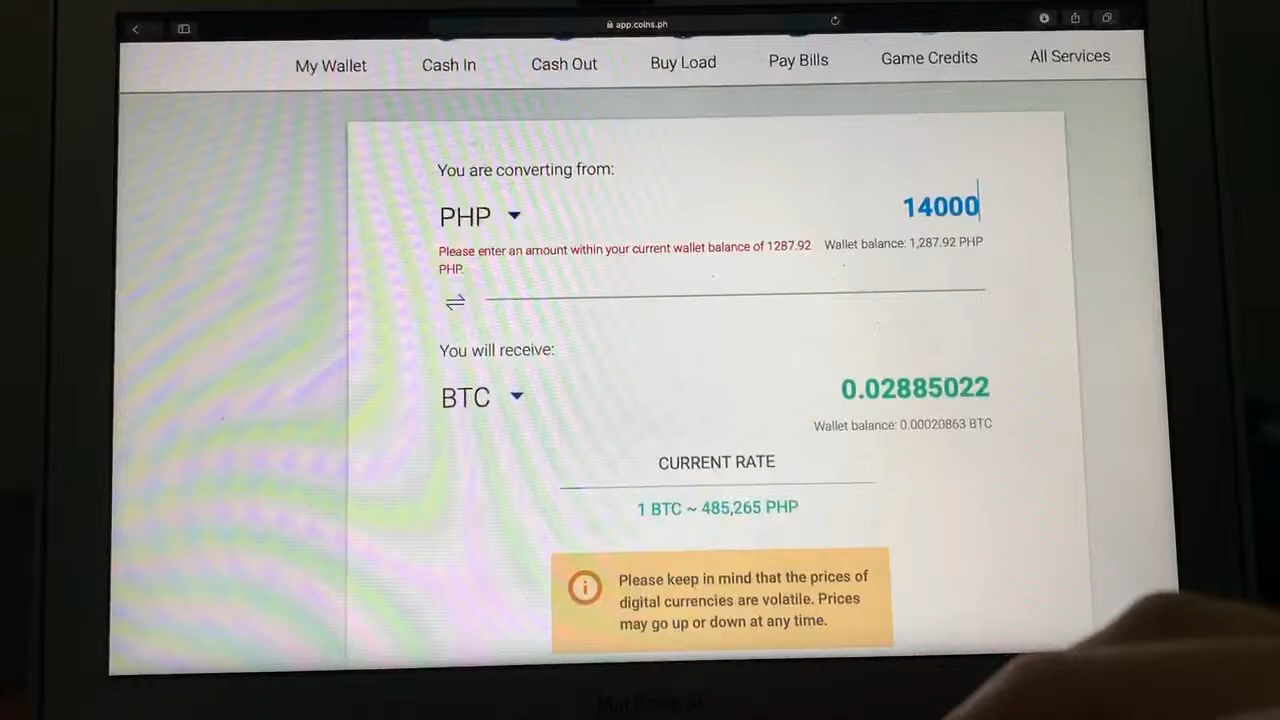 app.coins.ph
My Wallet
Cash In
Cash Out
Buy Load
Pay Bills
Game Credits
All Services
You are converting from:
PHP
14000
Please enter an amount within your current wallet balance of 1287.92
PHP.
Wallet balance: 1,287.92 PHP
You will receive:
BTC
0.02885022
Wallet balance: 0.00020863 BTC
CURRENT RATE
1 BTC ~ 485,265 PHP
Please keep in mind that the prices of
digital currencies are volatile. Prices
may go up or down at any time.